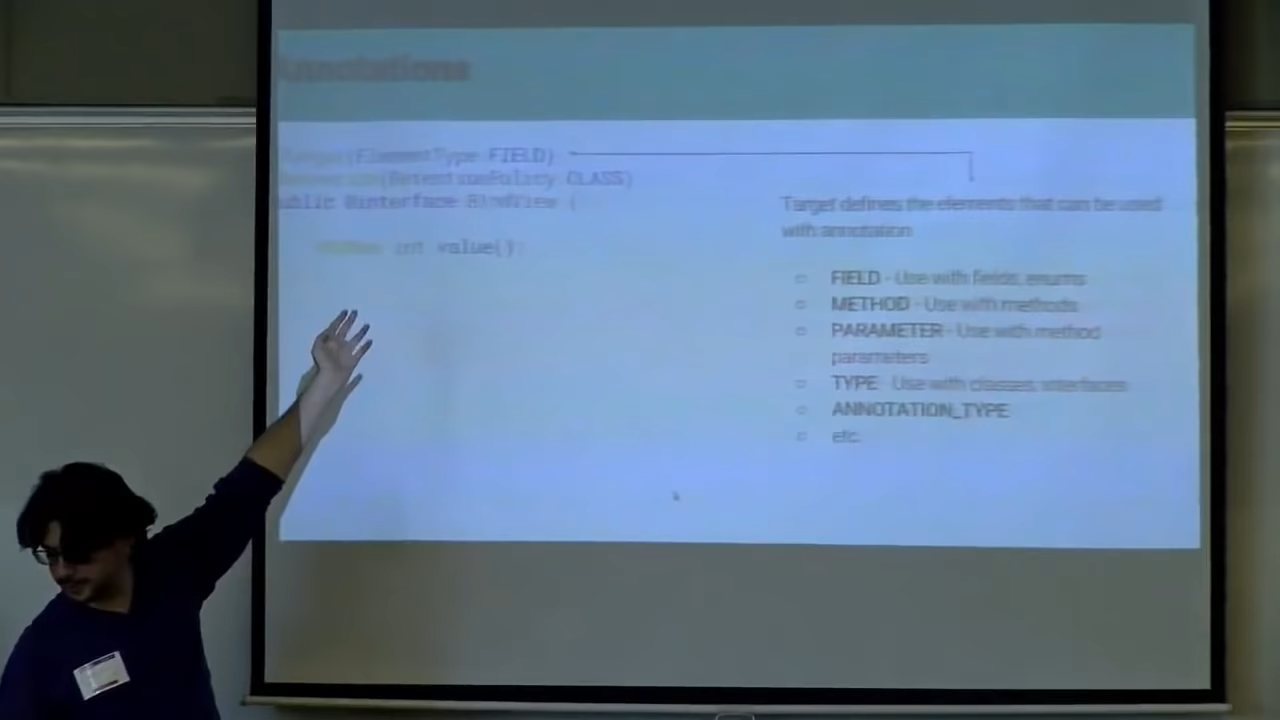 Annotations
@Target(ElementType.FIELD)
@Retention(RetentionPolicy.CLASS)
public @interface BindView {
int value();
Target defines the elements that can be used
with annotation
○ FIELD - Use with fields, enums
○ METHOD - Use with methods
○ PARAMETER - Use with method
parameters
○ TYPE - Use with classes, interfaces
○ ANNOTATION_TYPE
○ etc.